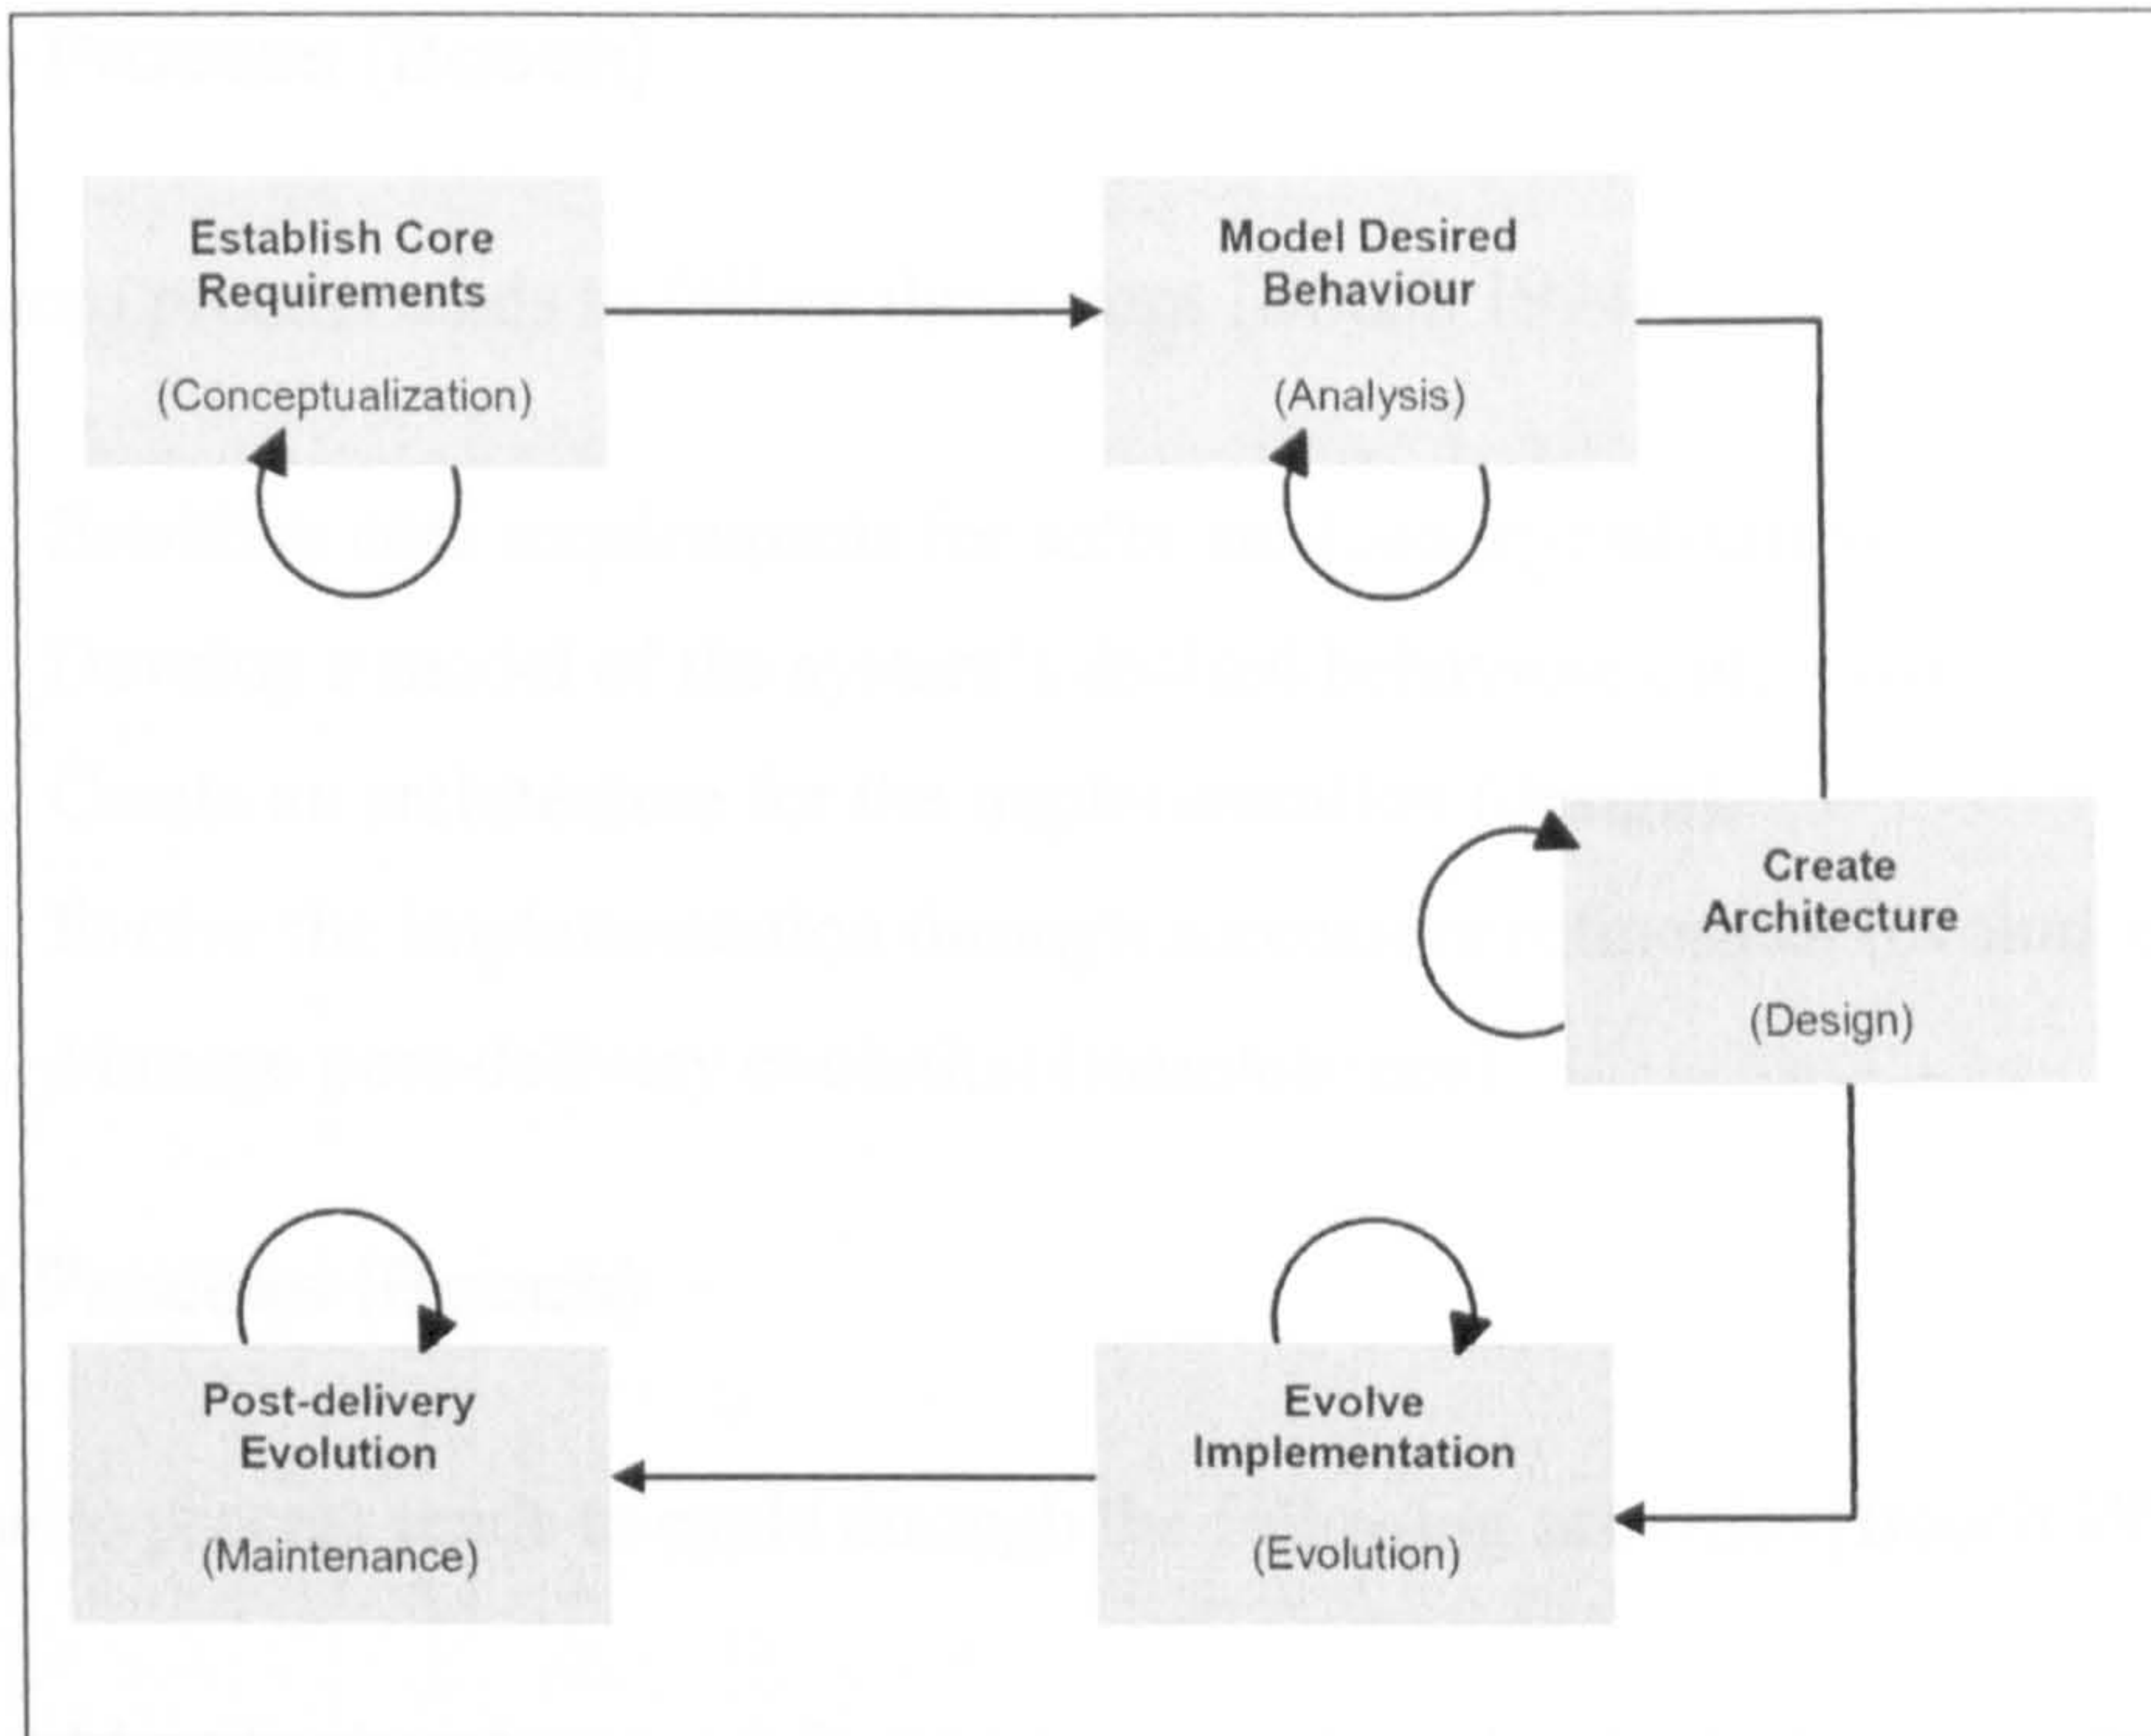 Establish Core
Requirements
(Conceptualization)
Model Desired
Behaviour
(Analysis)
Create
Architecture
(Design)
Post-delivery
Evolution
(Maintenance)
Evolve
Implementation
(Evolution)